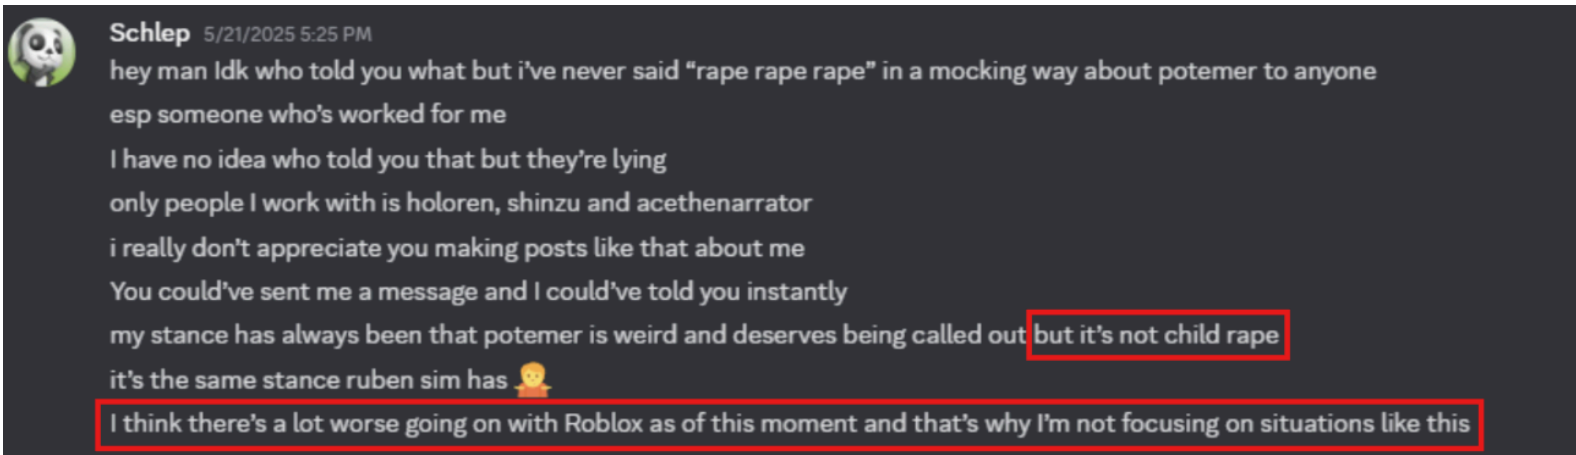 Schlep 5/21/2025 5:25 PM
hey man Idk who told you what but i've never said “rape rape rape” in a mocking way about potemer to anyone
esp someone who's worked for me
I have no idea who told you that but they're lying
only people I work with is holoren, shinzu and acethenarrator
i really don't appreciate you making posts like that about me
You could've sent me a message and I could've told you instantly
my stance has always been that potemer is weird and deserves being called out but it's not child rape
it's the same stance ruben sim has 🤷
I think there's a lot worse going on with Roblox as of this moment and that's why I'm not focusing on situations like this